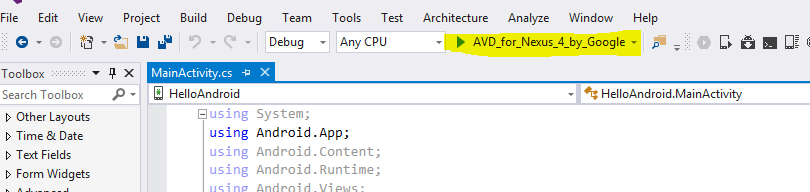 File Edit View Project Build Debug Team Tools Test Architecture Analyze Window Help
Debug Any CPU AVD_for_Nexus_4_by_Google
Toolbox MainActivity.cs
Search Toolbox HelloAndroid HelloAndroid.MainActivity
Other Layouts using System;
Time & Date using Android.App;
Text Fields using Android.Content;
Form Widgets using Android.Runtime;
Advanced using Android.Views;